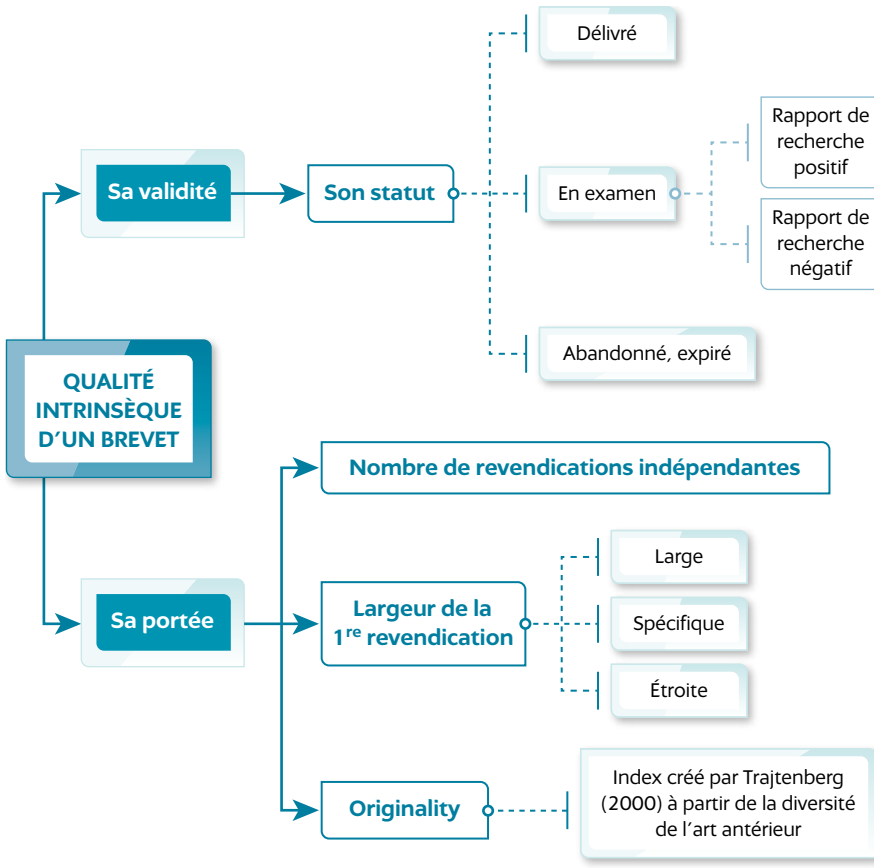 Délivré
Rapport de
recherche
positif
Sa validité
Son statut
En examen
Rapport de
recherche
négatif
Abandonné, expiré
QUALITÉ
INTRINSÈQUE
D’UN BREVET
Nombre de revendications indépendantes
Large
Sa portée
Largeur de la
1re revendication
Spécifique
Étroite
Originality
Index créé par Trajtenberg
(2000) à partir de la diversité
de l’art antérieur